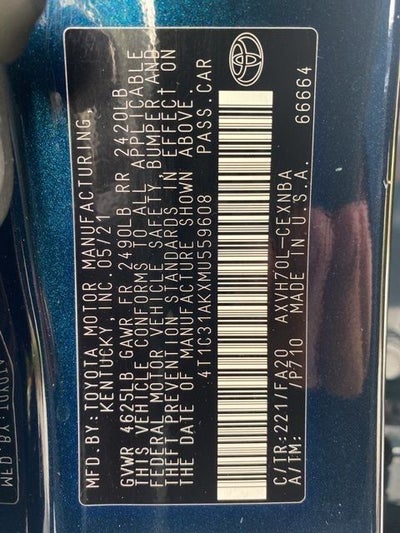 MFD.BY:TOYOTA MOTOR MANUFACTURING,
KENTUCKY, INC. 05/21
GVWR 4625LB GAWR FR 2490LB RR 2420LB
THIS VEHICLE CONFORMS TO ALL APPLICABLE
FEDERAL MOTOR VEHICLE SAFETY, BUMPER AND
THEFT PREVENTION STANDARDS IN EFFECT ON
THE DATE OF MANUFACTURE SHOWN ABOVE.
4T1C31AKXMU559608 PASS.CAR
C/TR:221/FA20 AXVH70L-CEXNBA
A/TM: /P710 MADE IN U.S.A. 66664